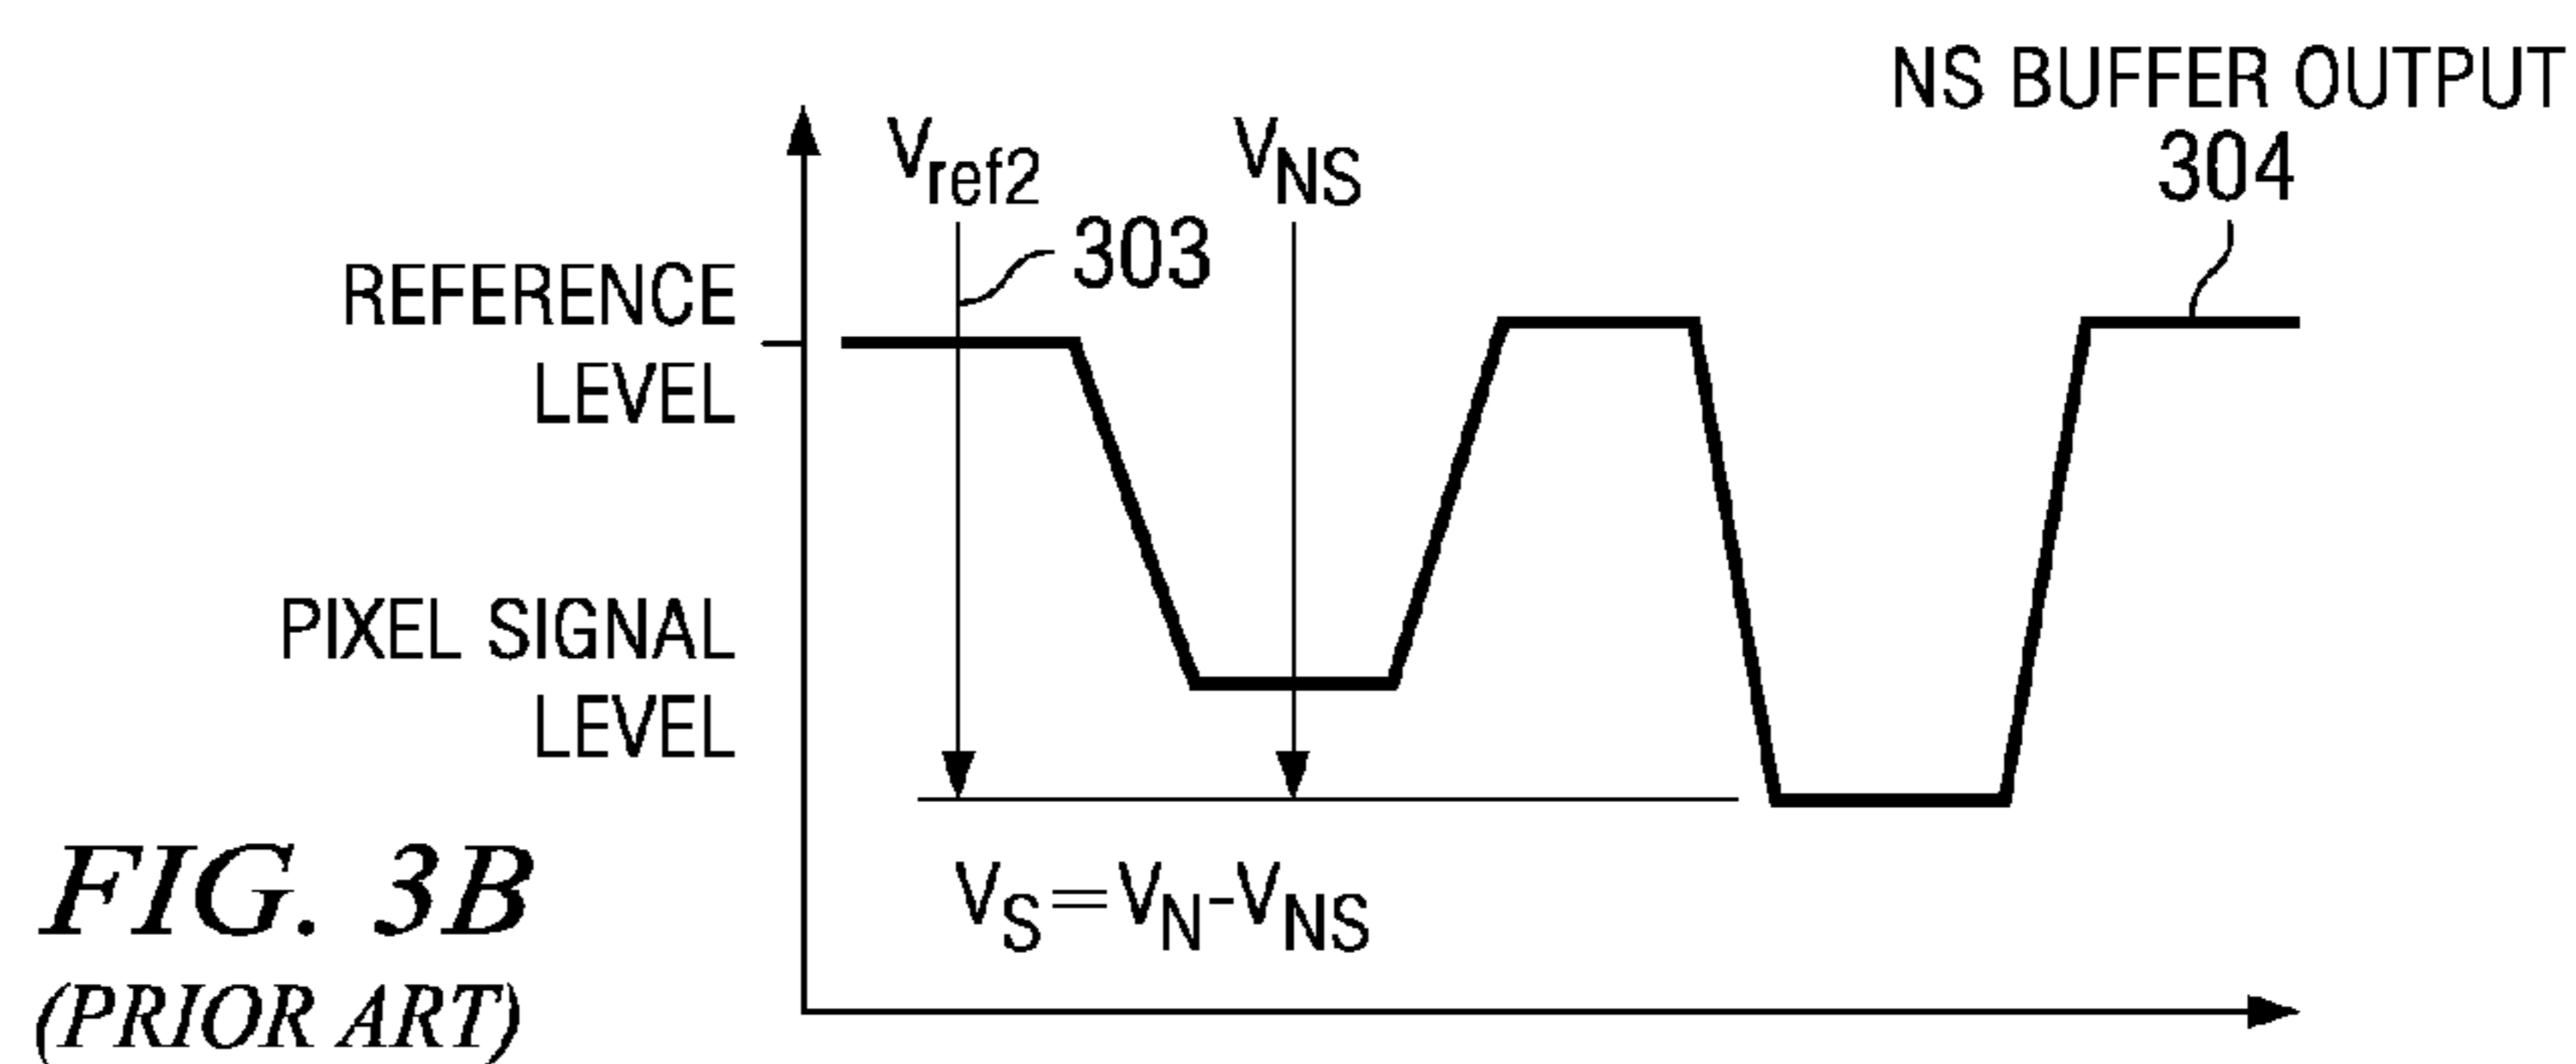 NS BUFFER OUTPUT
304
Vref2
VNS
303
REFERENCE
LEVEL
PIXEL SIGNAL
LEVEL
VS=VN-VNS
FIG. 3B
(PRIOR ART)